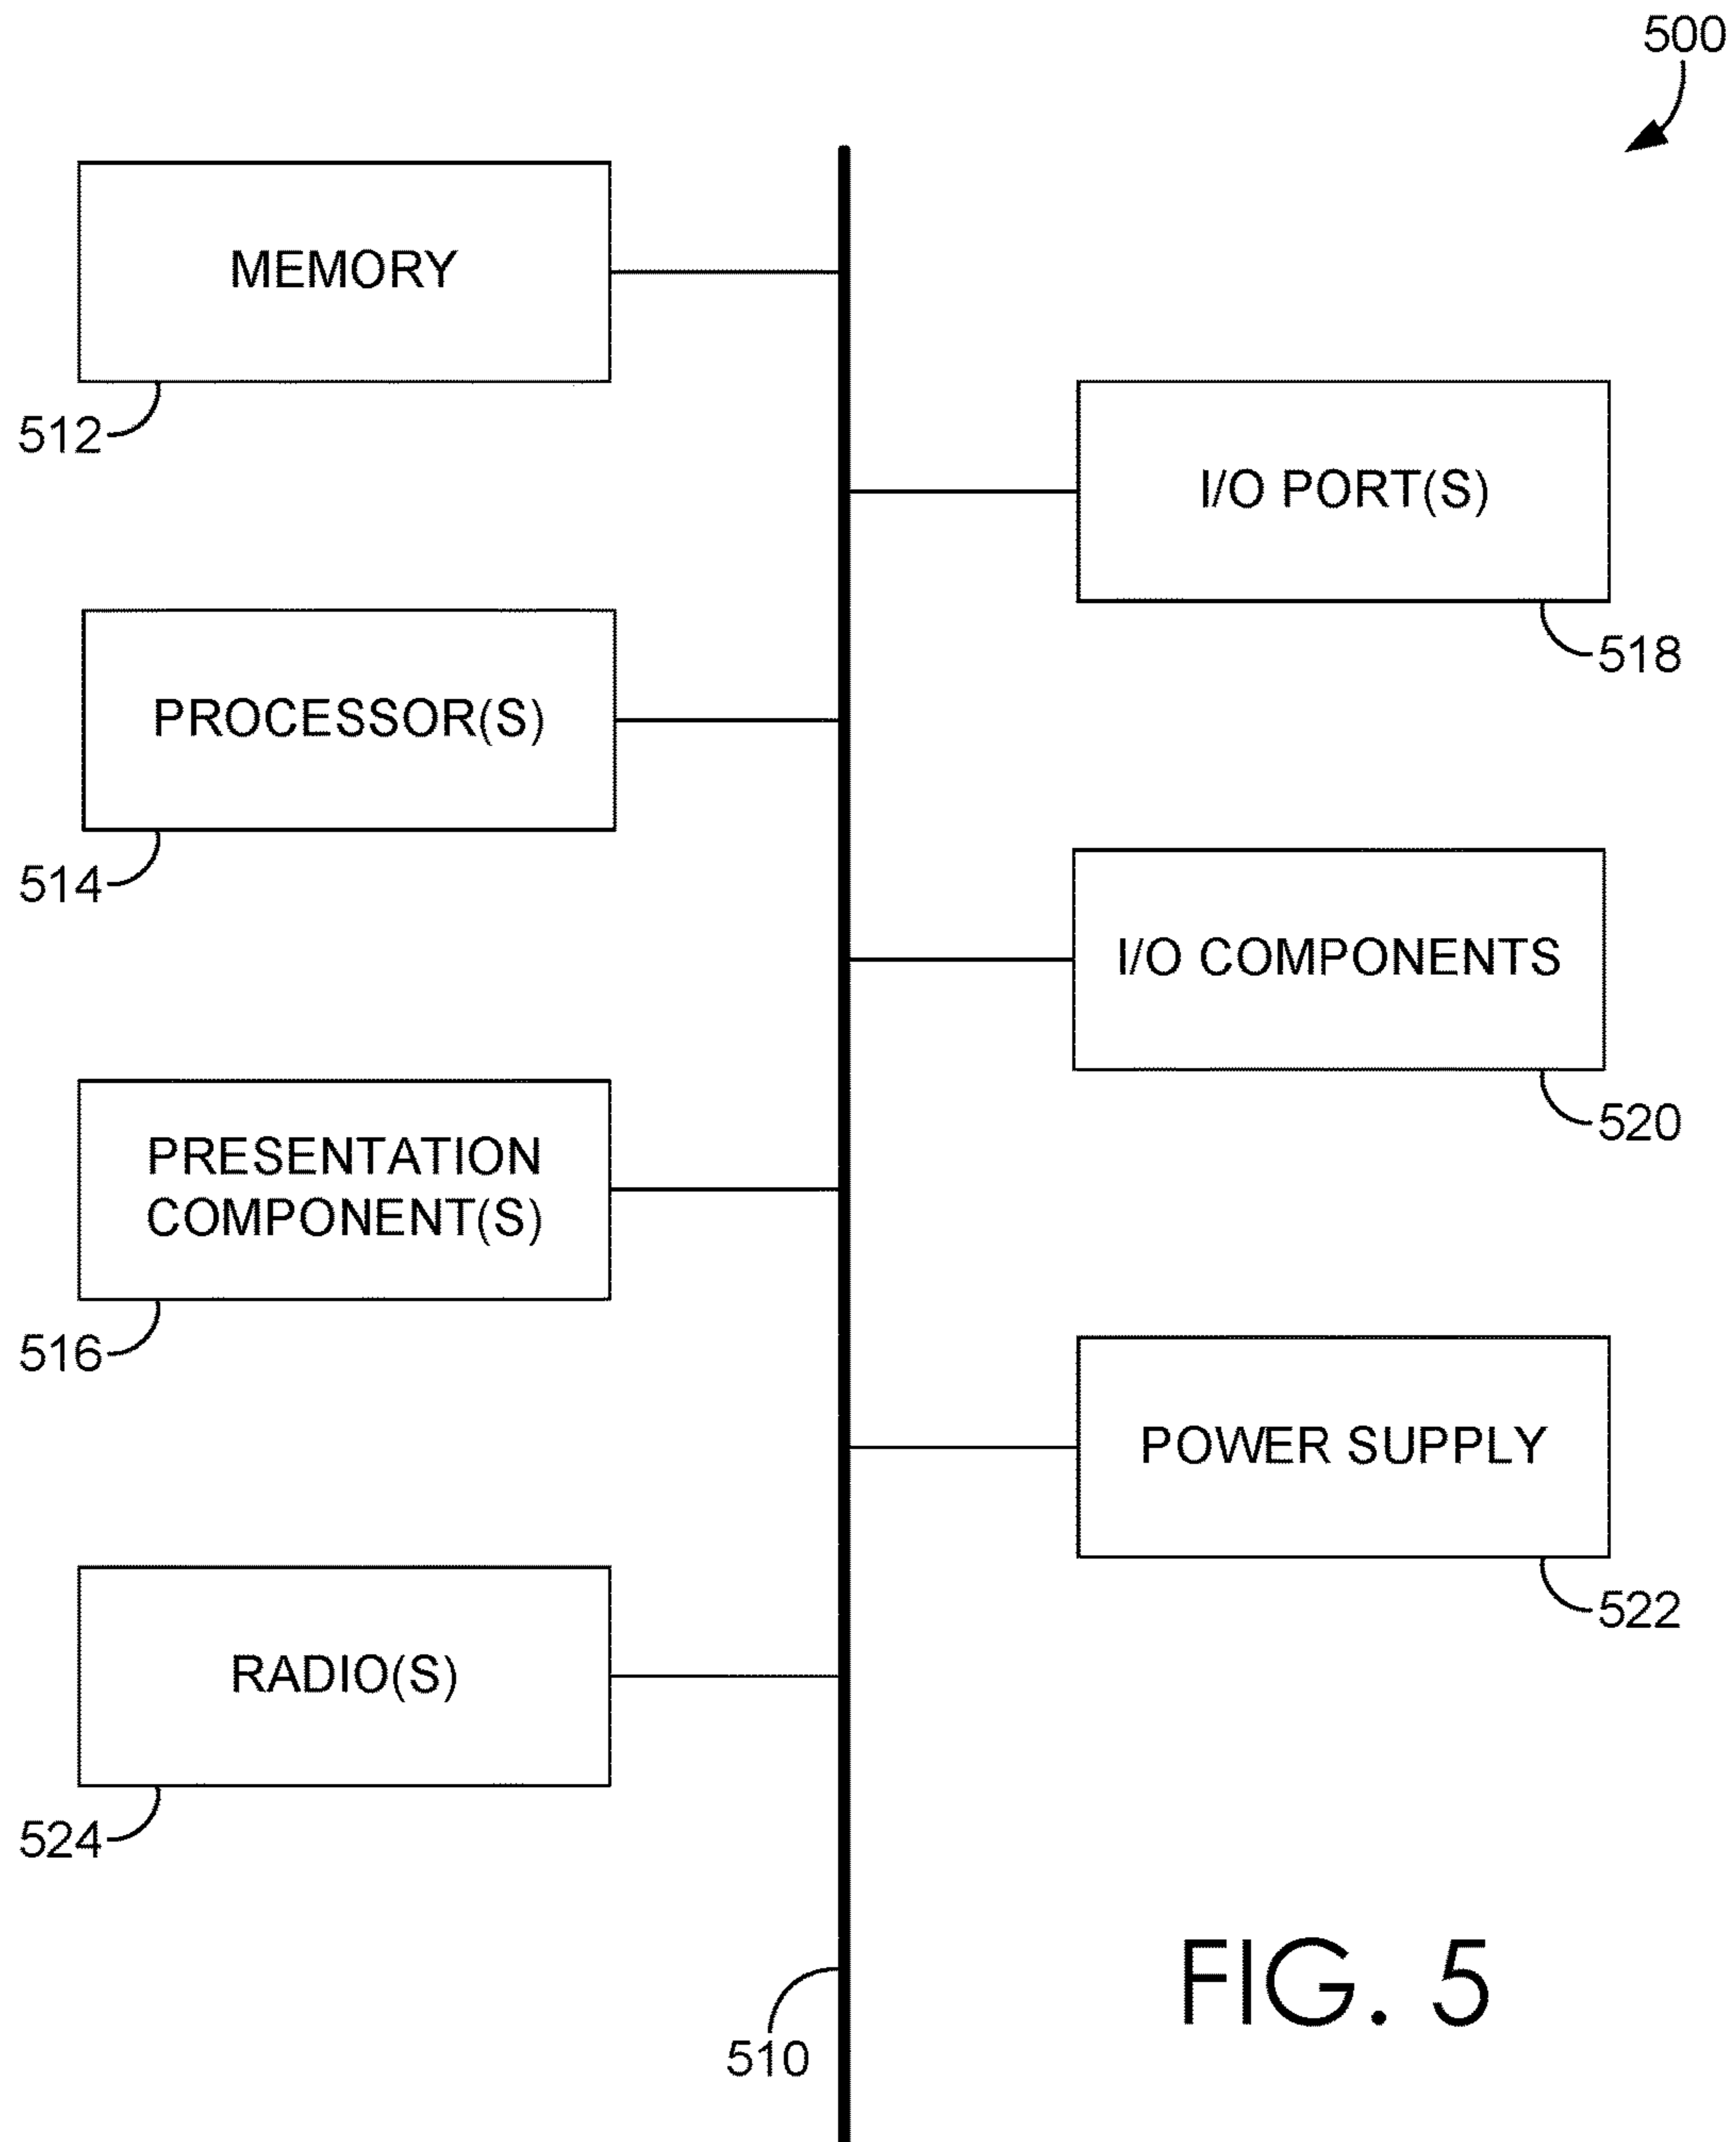 500
MEMORY
512
I/O PORT(S)
518
PROCESSOR(S)
514
I/O COMPONENTS
520
PRESENTATION
COMPONENT(S)
516
POWER SUPPLY
522
RADIO(S)
524
510
FIG. 5